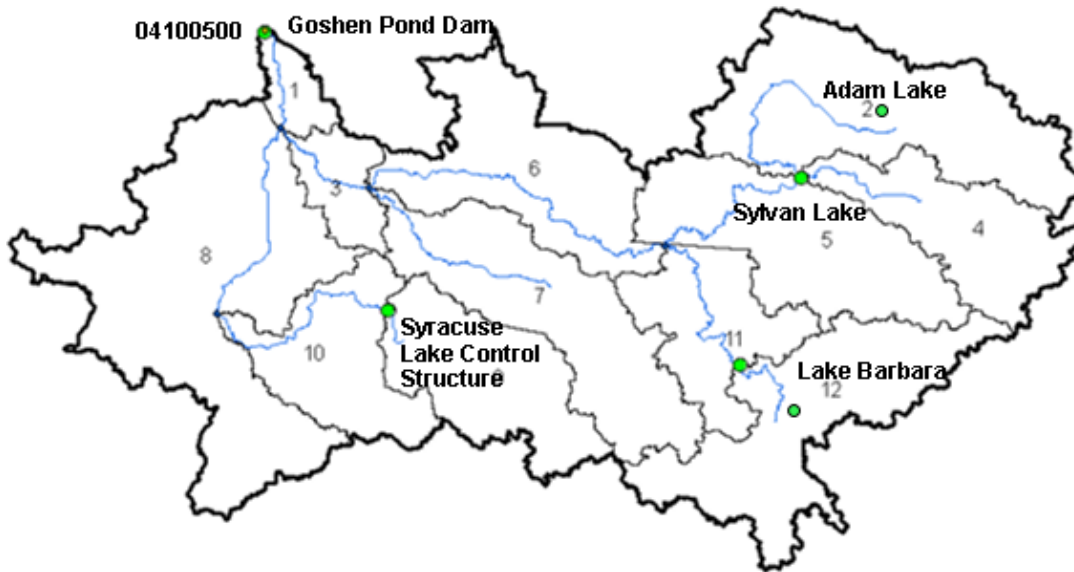 04100500 Goshen Pond Dam
1
Adam Lake
2
6
3
Sylvan Lake
4
5
8
7
Syracuse
Lake Control
Structure
10
11
Lake Barbara
12